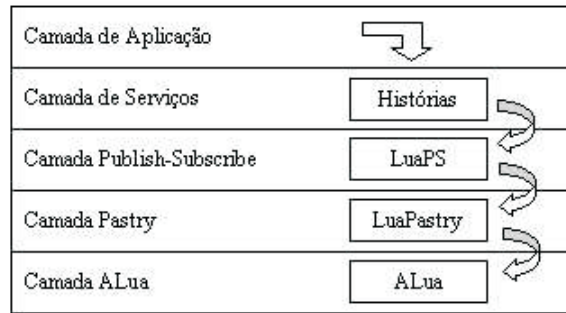 Camada de Aplicação
Camada de Serviços Histórias
Camada Publish-Subscribe LuaPS
Camada Pastry LuaPastry
Camada ALua ALua